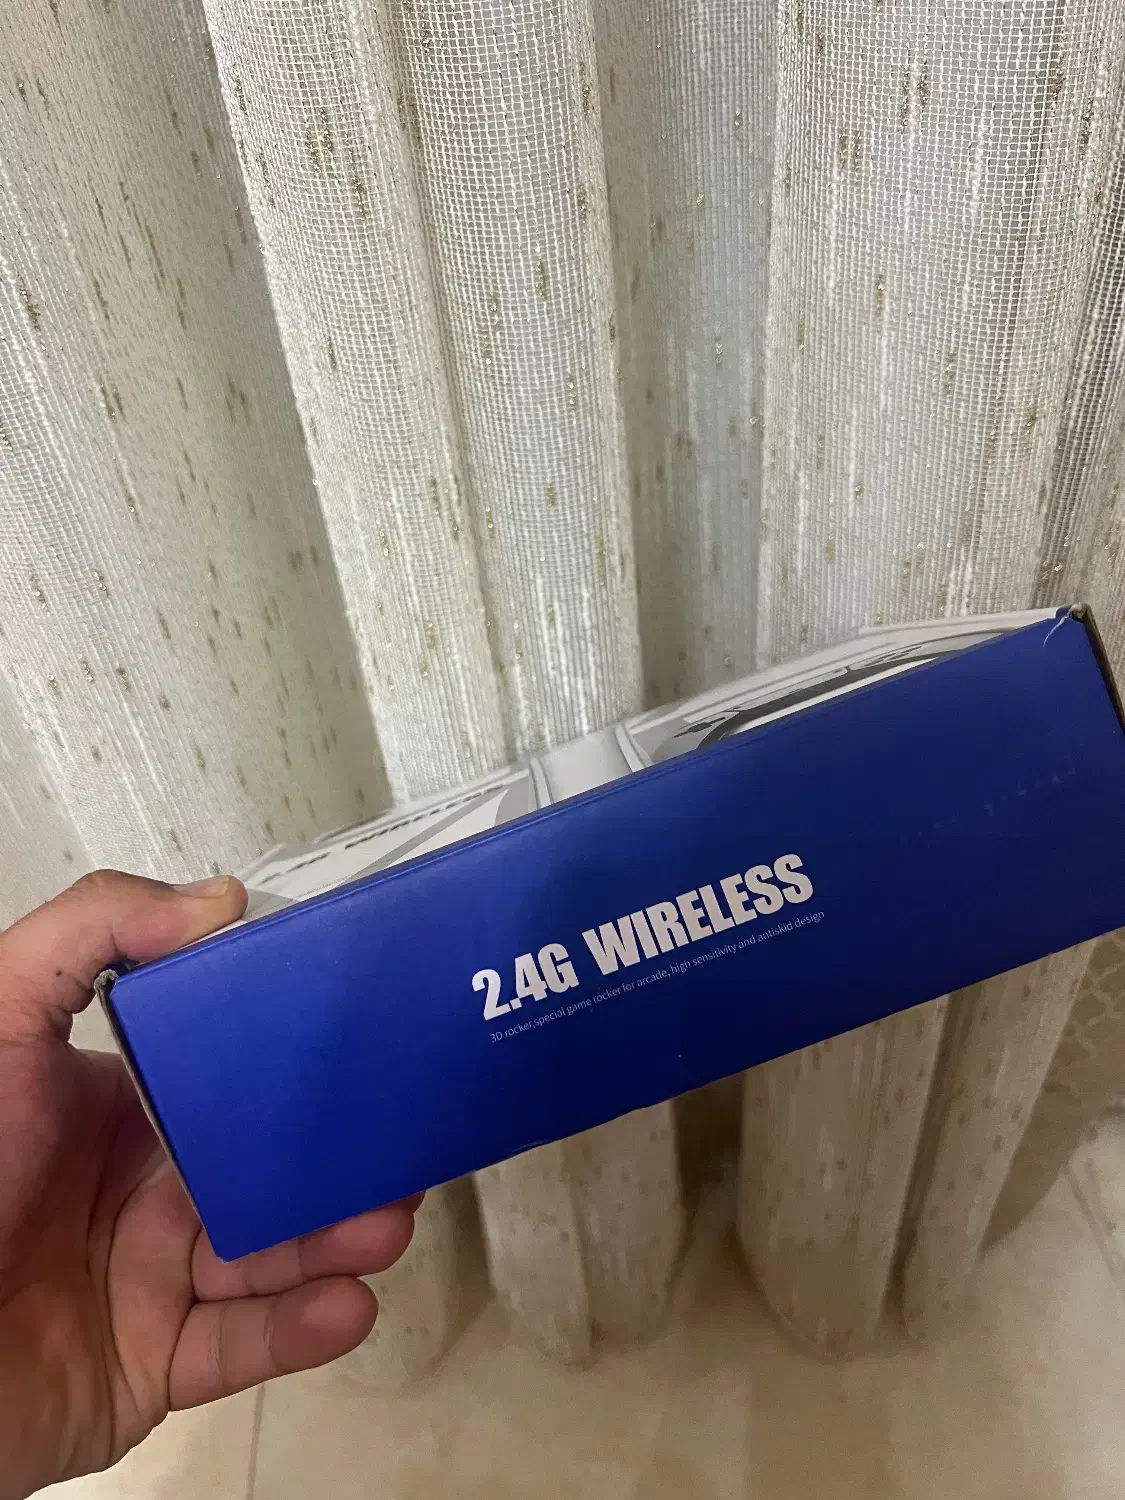 2.4G WIRELESS
3D rocker,special game rocker for arcade, high sensitivity and antiskid design